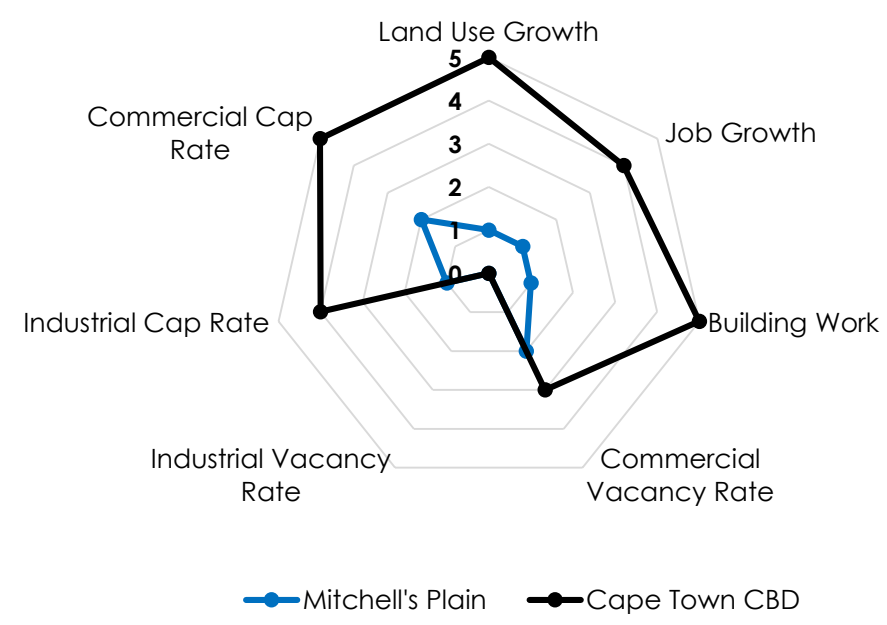 Land Use Growth
5
4
3
2
1
0
Commercial Cap
Rate
Job Growth
Industrial Cap Rate
Building Work
Industrial Vacancy
Rate
Commercial
Vacancy Rate
Mitchell's Plain
Cape Town CBD